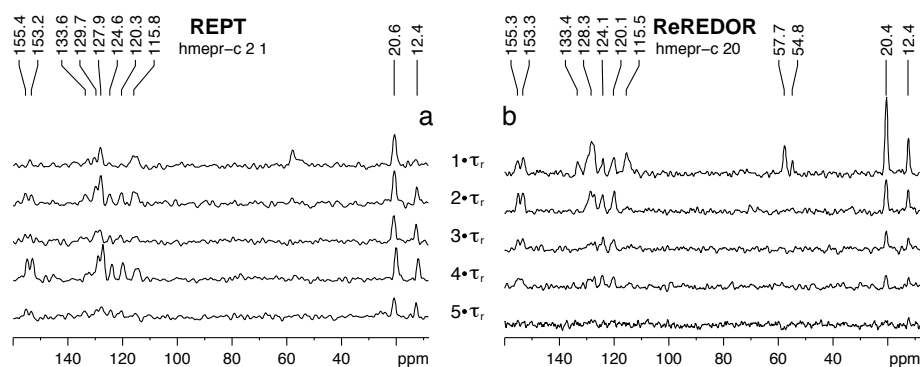 REPT
hmepr-c 2 1
155.4
153.2
133.6
129.7
127.9
124.6
120.3
115.8
20.6
12.4
a
ReREDOR
hmepr-c 20
155.3
153.3
133.4
128.3
124.1
120.1
115.5
57.7
54.8
20.4
12.4
b
1•τr
2•τr
3•τr
4•τr
5•τr
140 120 100 80 60 40 ppm
160 140 120 100 80 60 40 20 ppm